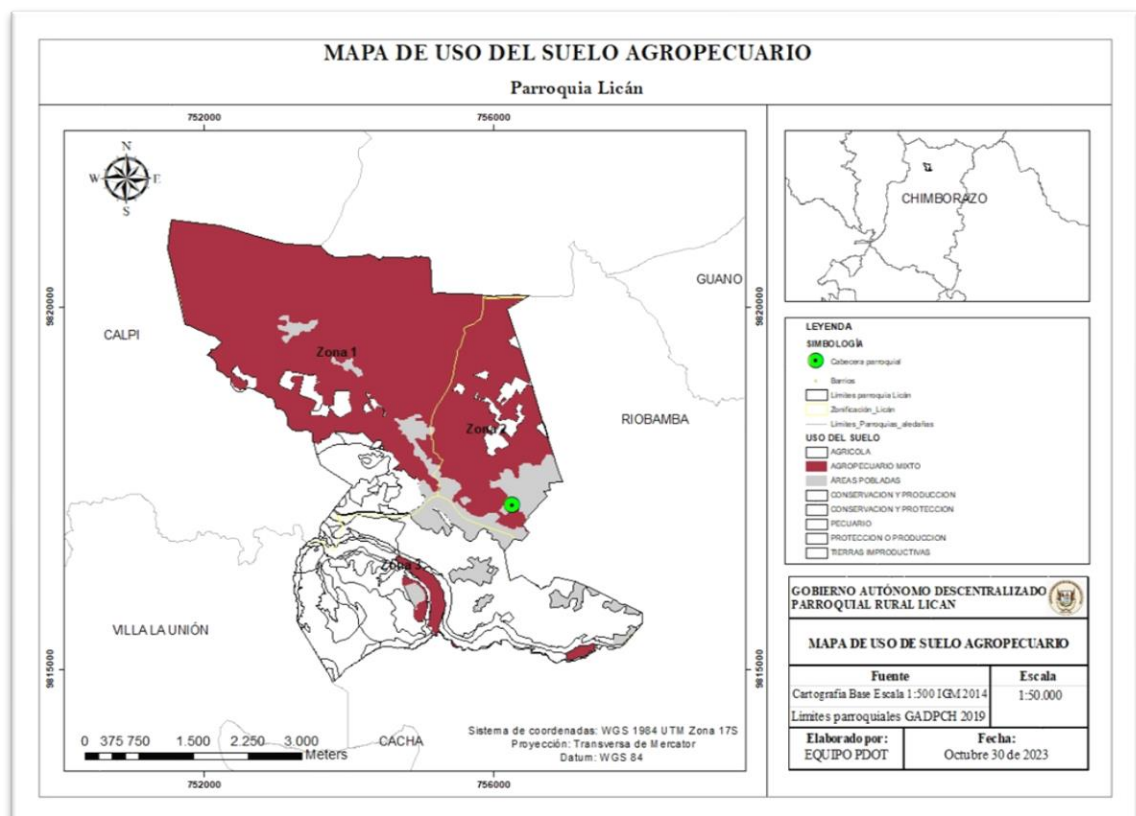 MAPA DE USO DEL SUELO AGROPECUARIO
Parroquia Licán
752000
756000
N
W
E
S
9820000
9820000
GUANO
CALPI
Zona 1
Zona 2
RIOBAMBA
Zona 3
VILLA LA UNIÓN
9815000
9815000
CACHA
Sistema de coordenadas: WGS 1984 UTM Zona 17S
Proyección: Transversa de Mercator
Datum: WGS 84
0 375 750 1.500 2.250 3.000
Meters
752000
756000
CHIMBORAZO
LEYENDA
SIMBOLOGÍA
Cabecera parroquial
Barrios
Límites parroquia Licán
Zonificación_Licán
Límites_Parroquias_aledañas
USO DEL SUELO
AGRICOLA
AGROPECUARIO MIXTO
ÁREAS POBLADAS
CONSERVACION Y PRODUCCION
CONSERVACION Y PROTECCION
PECUARIO
PROTECCION O PRODUCCION
TIERRAS IMPRODUCTIVAS
GOBIERNO AUTÓNOMO DESCENTRALIZADO
PARROQUIAL RURAL LICAN
MAPA DE USO DE SUELO AGROPECUARIO
Fuente
Escala
Cartografía Base Escala 1:500 IGM 2014
1:50.000
Limites parroquiales GADPCH 2019
Elaborado por:
EQUIPO PDOT
Fecha:
Octubre 30 de 2023